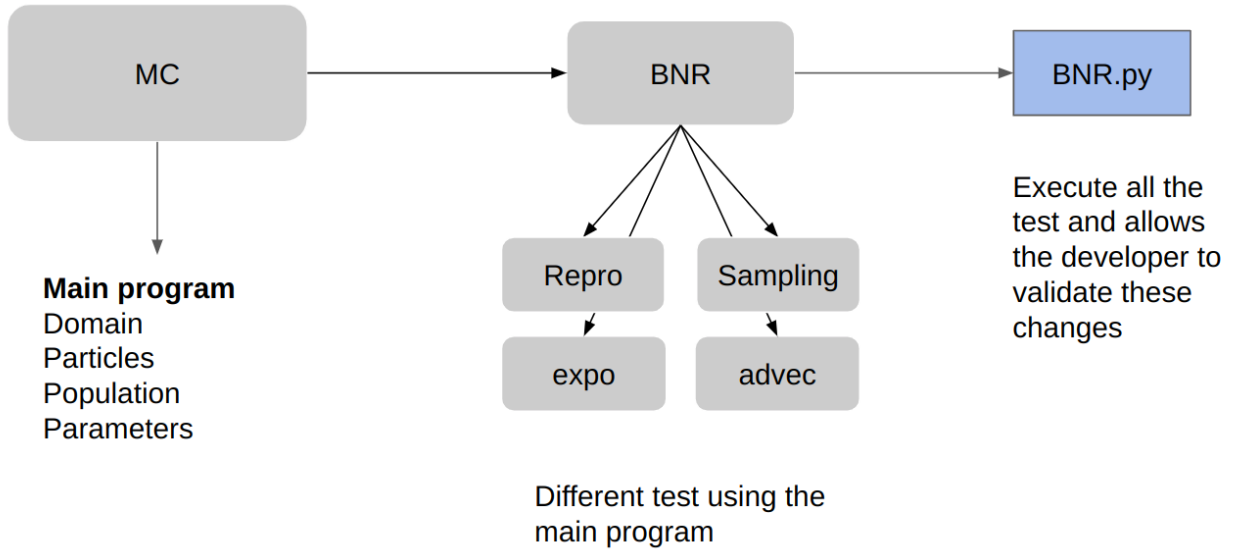 MC
BNR
BNR.py
Main program
Domain
Particles
Population
Parameters
Repro
Sampling
expo
advec
Different test using the
main program
Execute all the
test and allows
the developer to
validate these
changes